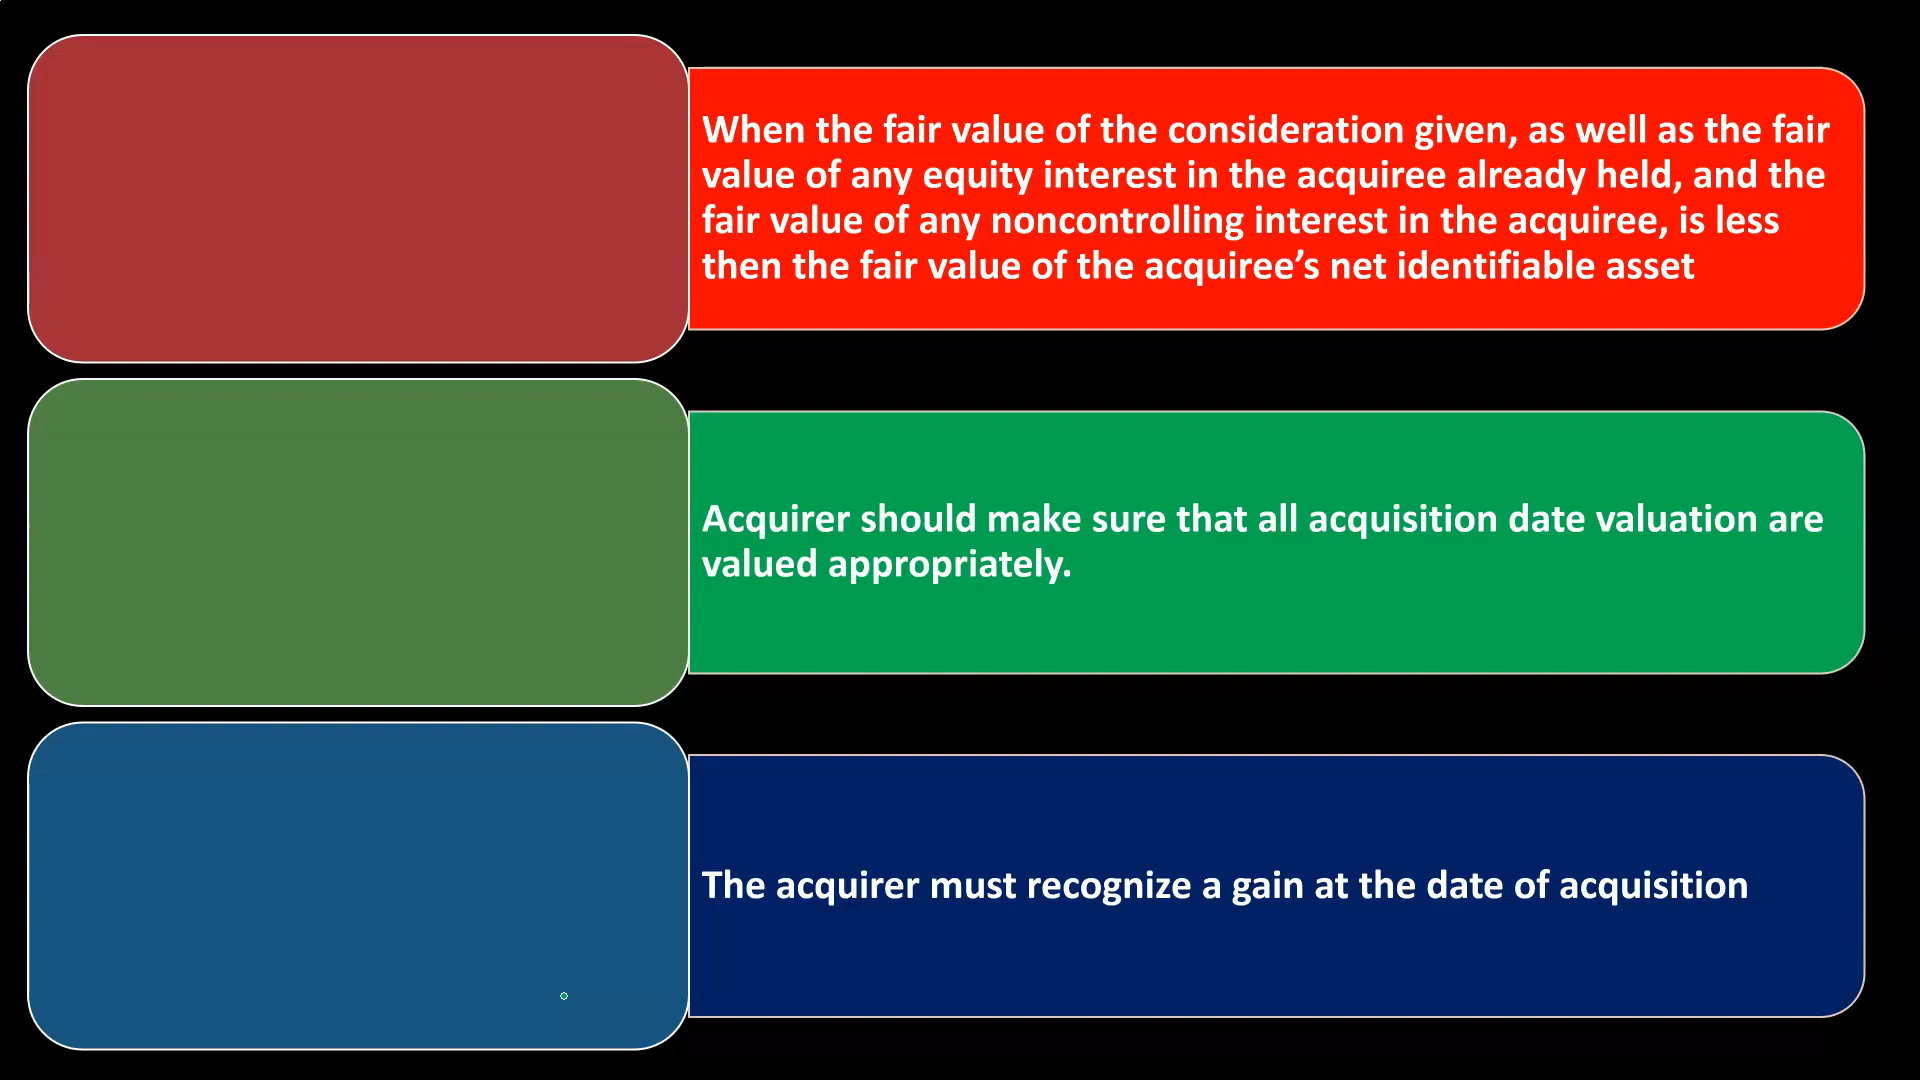 When the fair value of the consideration given, as well as the fair
value of any equity interest in the acquiree already held, and the
fair value of any noncontrolling interest in the acquiree, is less
then the fair value of the acquiree’s net identifiable asset
Acquirer should make sure that all acquisition date valuation are
valued appropriately.
The acquirer must recognize a gain at the date of acquisition